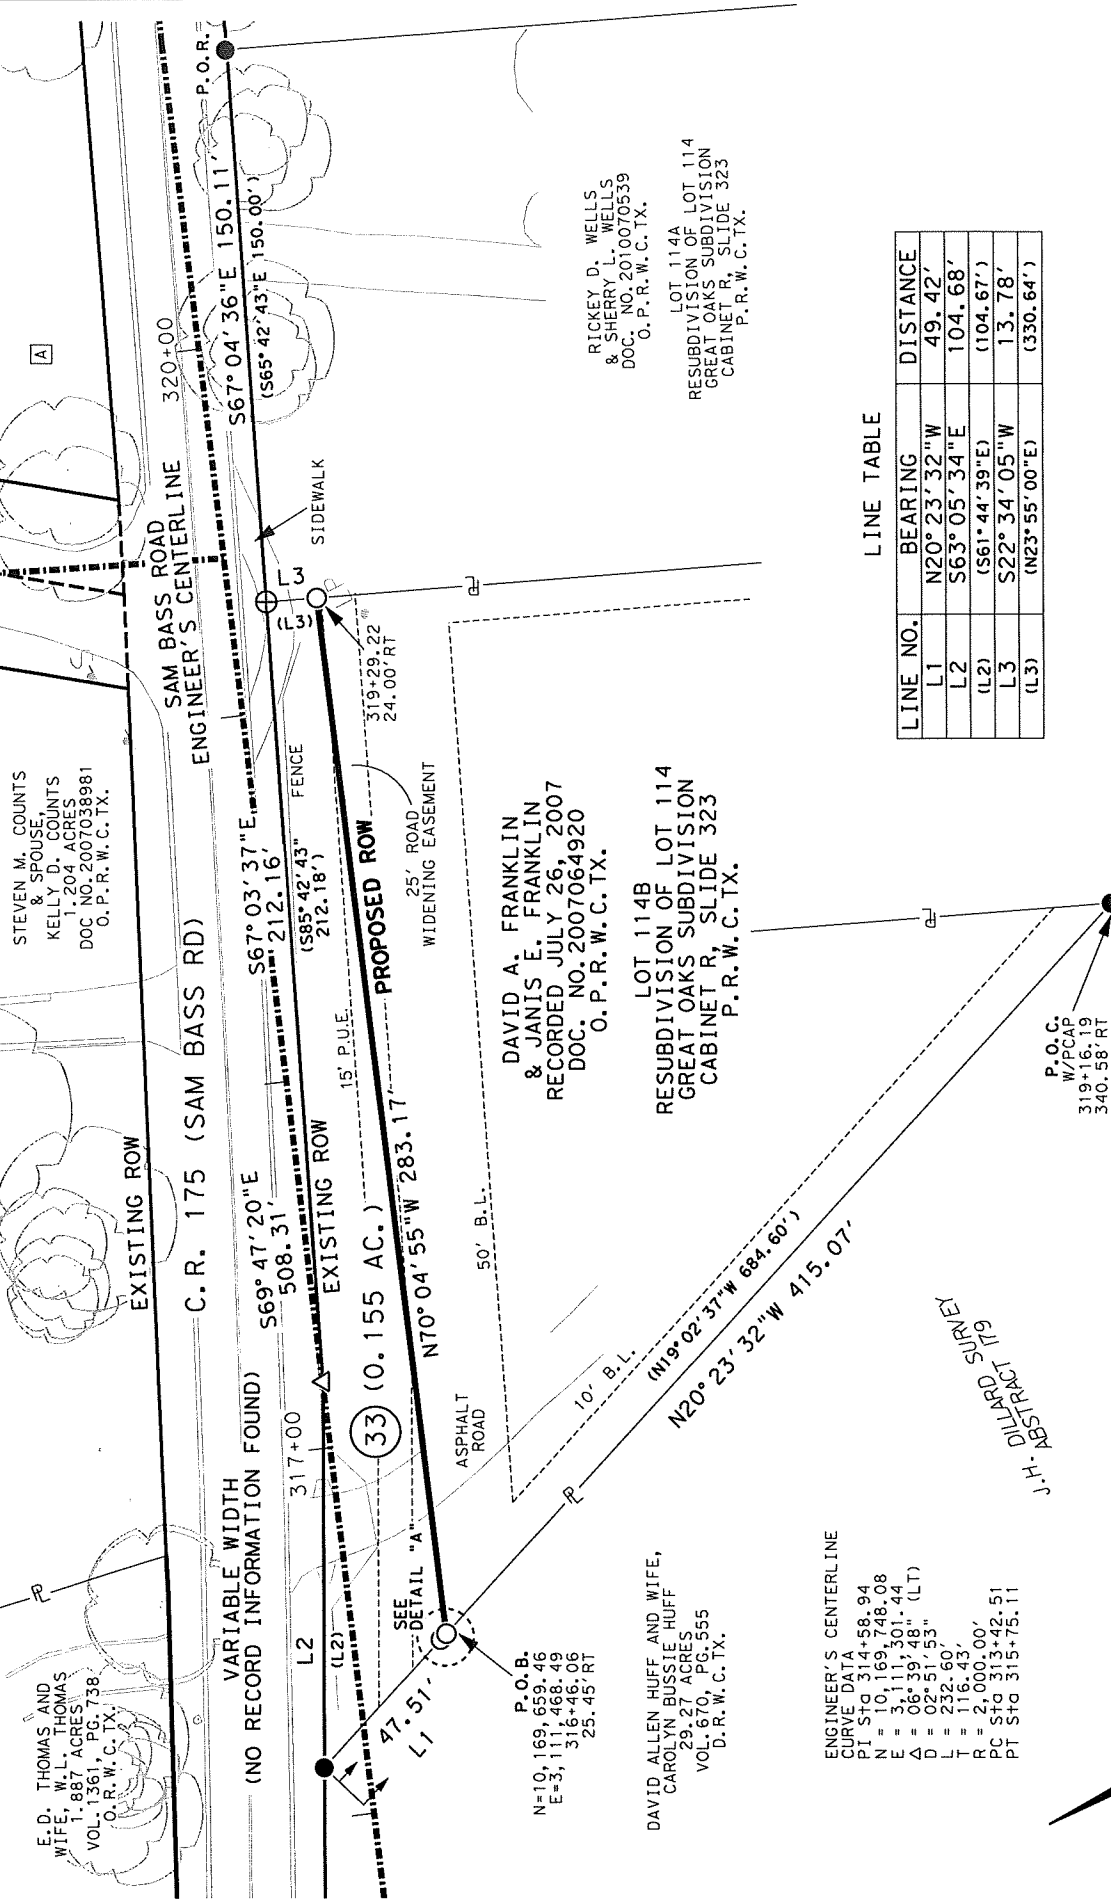 E.D. THOMAS AND
WIFE, W.L. THOMAS
1.887 ACRES
VOL.1361, PG.738
O.R.W.C.TX.
STEVEN M. COUNTS
& SPOUSE,
KELLY D. COUNTS
1.204 ACRES
DOC NO.2007038981
O.P.R.W.C.TX.
A
EXISTING ROW
C.R. 175 (SAM BASS RD)
SAM BASS ROAD
ENGINEER'S CENTERLINE
320+00
P.O.R.
VARIABLE WIDTH
(NO RECORD INFORMATION FOUND)
S69°47'20"E
508.31'
S67°03'37"E
212.16'
(S85°42'43"
212.18')
S67°04'36"E 150.11'
(S65°42'43"E 150.00')
317+00
L2
(L2)
EXISTING ROW
FENCE
L3
(L3)
SIDEWALK
33
(0.155 AC.)
15' P.U.E.
PROPOSED ROW
N70°04'55"W 283.17'
319+29.22
24.00'RT
25' ROAD
WIDENING EASEMENT
47.51'
L1
SEE
DETAIL "A"
ASPHALT
ROAD
50' B.L.
P.O.B.
N=10,169,659.46
E=3,111,468.49
316+46.06
25.45'RT
DAVID A. FRANKLIN
& JANIS E. FRANKLIN
RECORDED JULY 26, 2007
DOC. NO.2007064920
O.P.R.W.C.TX.
LOT 114B
RESUBDIVISION OF LOT 114
GREAT OAKS SUBDIVISION
CABINET R, SLIDE 323
P.R.W.C.TX.
RICKEY D. WELLS
& SHERRY L. WELLS
DOC. NO.2010070539
O.P.R.W.C.TX.
LOT 114A
RESUBDIVISION OF LOT 114
GREAT OAKS SUBDIVISION
CABINET R, SLIDE 323
P.R.W.C.TX.
10' B.L.
(N19°02'37"W 684.60')
N20°23'32"W 415.07'
DAVID ALLEN HUFF AND WIFE,
CAROLYN BUSSIE HUFF
29.27 ACRES
VOL.670, PG.555
D.R.W.C.TX.
J.H. DILLARD SURVEY
ABSTRACT 179
P.O.C.
W/PCAP
319+16.19
340.58'RT
ENGINEER'S CENTERLINE
CURVE DATA
PI Sta 314+58.94
N = 10,169,748.08
E = 3,111,301.44
Δ = 06°39'48" (LT)
D = 02°51'53"
L = 232.60'
T = 116.43'
R = 2,000.00'
PC Sta 313+42.51
PT Sta 315+75.11
LINE TABLE
LINE NO. BEARING DISTANCE
L1 N20°23'32"W 49.42'
L2 S63°05'34"E 104.68'
(L2) (S61°44'39"E) (104.67')
L3 S22°34'05"W 13.78'
(L3) (N23°55'00"E) (330.64')